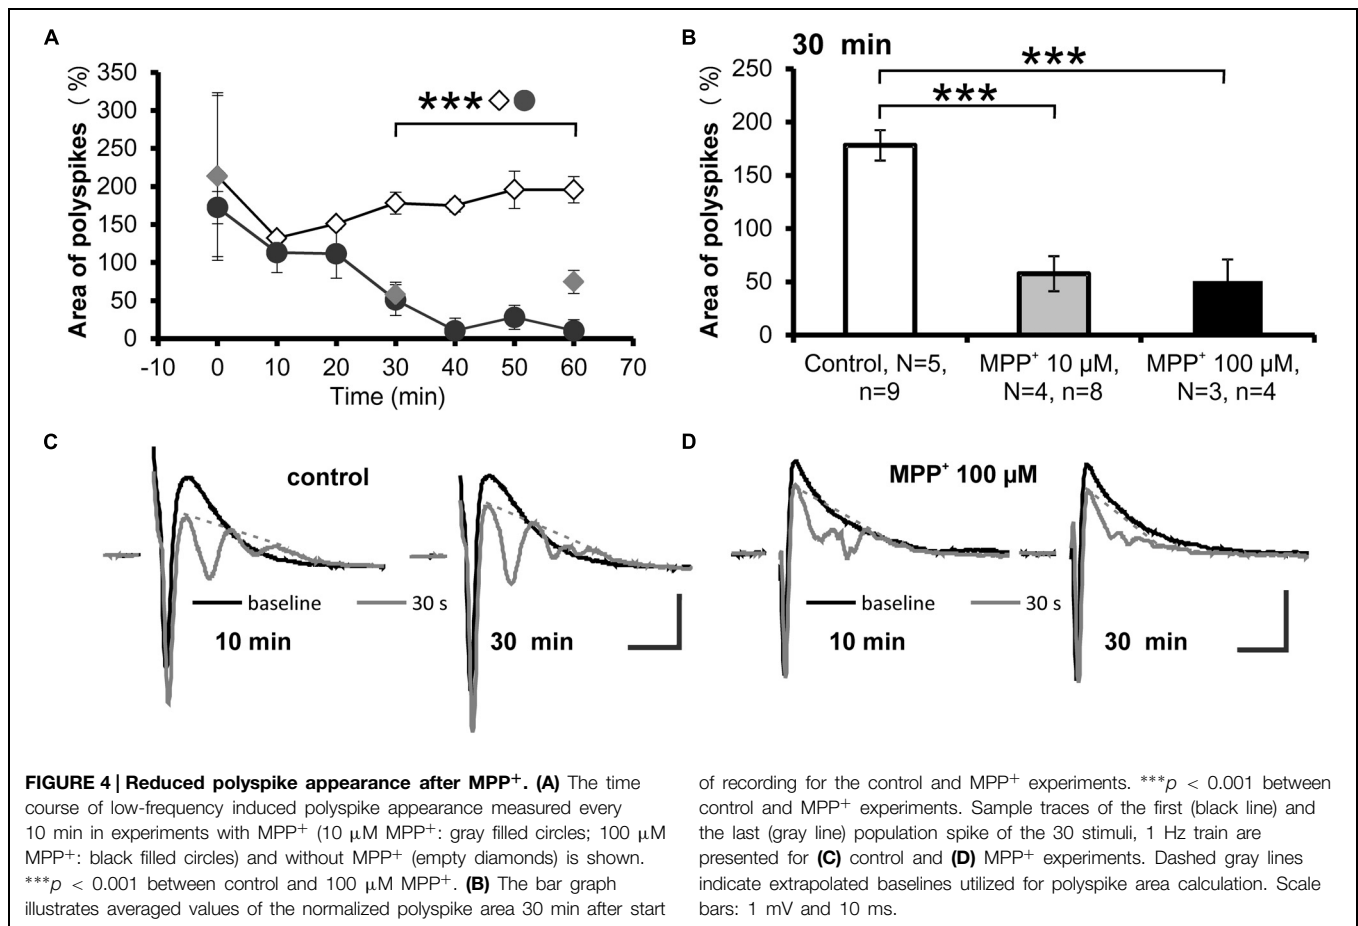 A
Area of polyspikes (%)
350
300
250
200
150
100
50
0
-10 0 10 20 30 40 50 60 70
Time (min)
***
B
30 min
Area of polyspikes (%)
250
200
150
100
50
0
***
***
Control, N=5,
n=9
MPP+ 10 µM,
N=4, n=8
MPP+ 100 µM,
N=3, n=4
C
control
baseline 30 s
10 min 30 min
D
MPP+ 100 µM
baseline 30 s
10 min 30 min
FIGURE 4 | Reduced polyspike appearance after MPP+. (A) The time
course of low-frequency induced polyspike appearance measured every
10 min in experiments with MPP+ (10 µM MPP+: gray filled circles; 100 µM
MPP+: black filled circles) and without MPP+ (empty diamonds) is shown.
***p < 0.001 between control and 100 µM MPP+. (B) The bar graph
illustrates averaged values of the normalized polyspike area 30 min after start
of recording for the control and MPP+ experiments. ***p < 0.001 between
control and MPP+ experiments. Sample traces of the first (black line) and
the last (gray line) population spike of the 30 stimuli, 1 Hz train are
presented for (C) control and (D) MPP+ experiments. Dashed gray lines
indicate extrapolated baselines utilized for polyspike area calculation. Scale
bars: 1 mV and 10 ms.